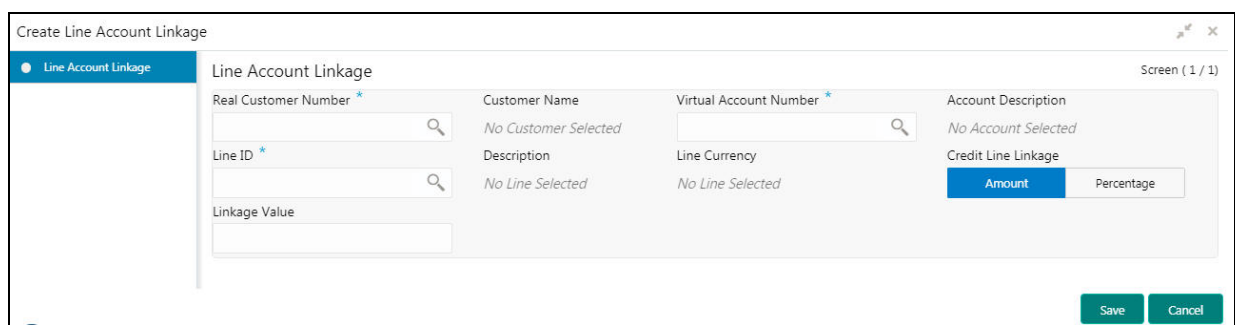 Create Line Account Linkage
Line Account Linkage
Line Account Linkage
Screen ( 1 / 1)
Real Customer Number *
Customer Name
Virtual Account Number *
Account Description
No Customer Selected
No Account Selected
Line ID *
Description
Line Currency
Credit Line Linkage
No Line Selected
No Line Selected
Amount
Percentage
Linkage Value
Save
Cancel